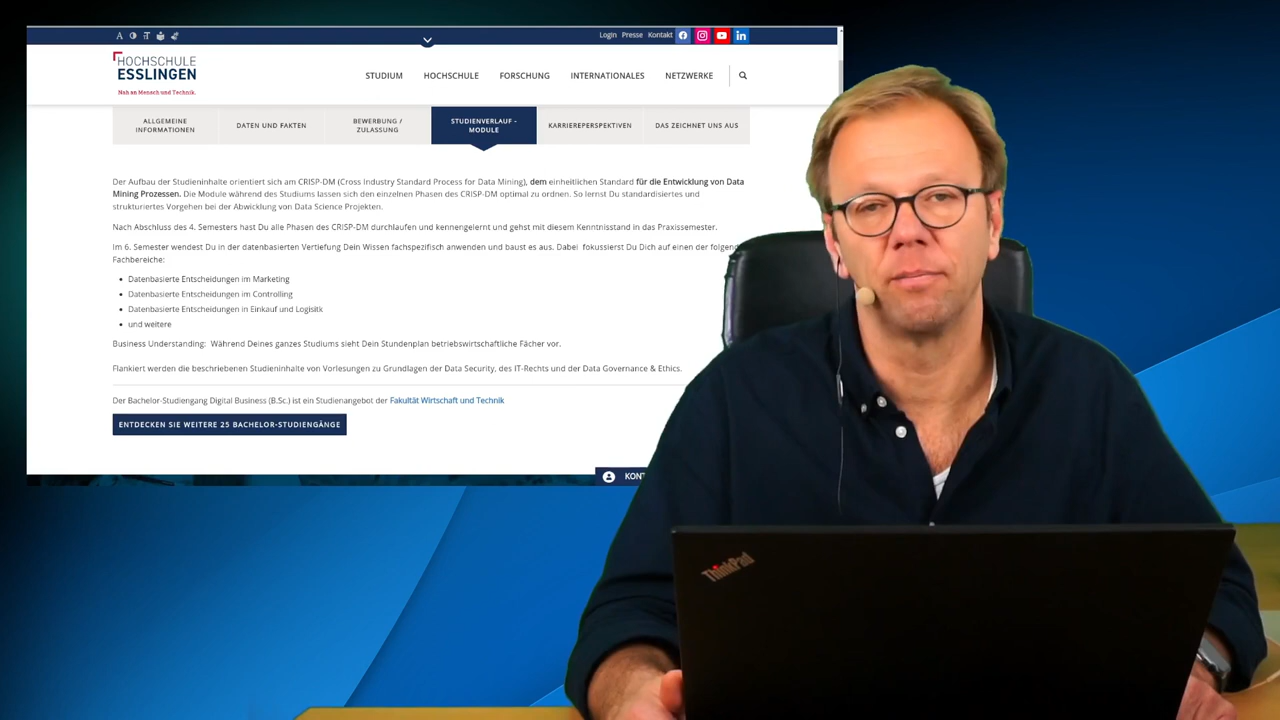 Login Presse Kontakt
HOCHSCHULE
ESSLINGEN
Nah an Mensch und Technik.
STUDIUM HOCHSCHULE FORSCHUNG INTERNATIONALES NETZWERKE
ALLGEMEINE
INFORMATIONEN
DATEN UND FAKTEN
BEWERBUNG /
ZULASSUNG
STUDIENVERLAUF -
MODULE
KARRIEREPERSPEKTIVEN
DAS ZEICHNET UNS AUS
Der Aufbau der Studieninhalte orientiert sich am CRISP-DM (Cross Industry Standard Process for Data Mining), dem einheitlichen Standard für die Entwicklung von Data
Mining Prozessen. Die Module während des Studiums lassen sich den einzelnen Phasen des CRISP-DM optimal zu ordnen. So lernst Du standardisiertes und
strukturiertes Vorgehen bei der Abwicklung von Data Science Projekten.
Nach Abschluss des 4. Semesters hast Du alle Phasen des CRISP-DM durchlaufen und kennengelernt und gehst mit diesem Kenntnisstand in das Praxissemester.
Im 6. Semester wendest Du in der datenbasierten Vertiefung Dein Wissen fachspezifisch anwenden und baust es aus. Dabei fokussierst Du Dich auf einen der folgend
Fachbereiche:
• Datenbasierte Entscheidungen im Marketing
• Datenbasierte Entscheidungen im Controlling
• Datenbasierte Entscheidungen in Einkauf und Logisitk
• und weitere
Business Understanding: Während Deines ganzes Studiums sieht Dein Stundenplan betriebswirtschaftliche Fächer vor.
Flankiert werden die beschriebenen Studieninhalte von Vorlesungen zu Grundlagen der Data Security, des IT-Rechts und der Data Governance & Ethics.
Der Bachelor-Studiengang Digital Business (B.Sc.) ist ein Studienangebot der Fakultät Wirtschaft und Technik
ENTDECKEN SIE WEITERE 25 BACHELOR-STUDIENGÄNGE
KONT
ThinkPad